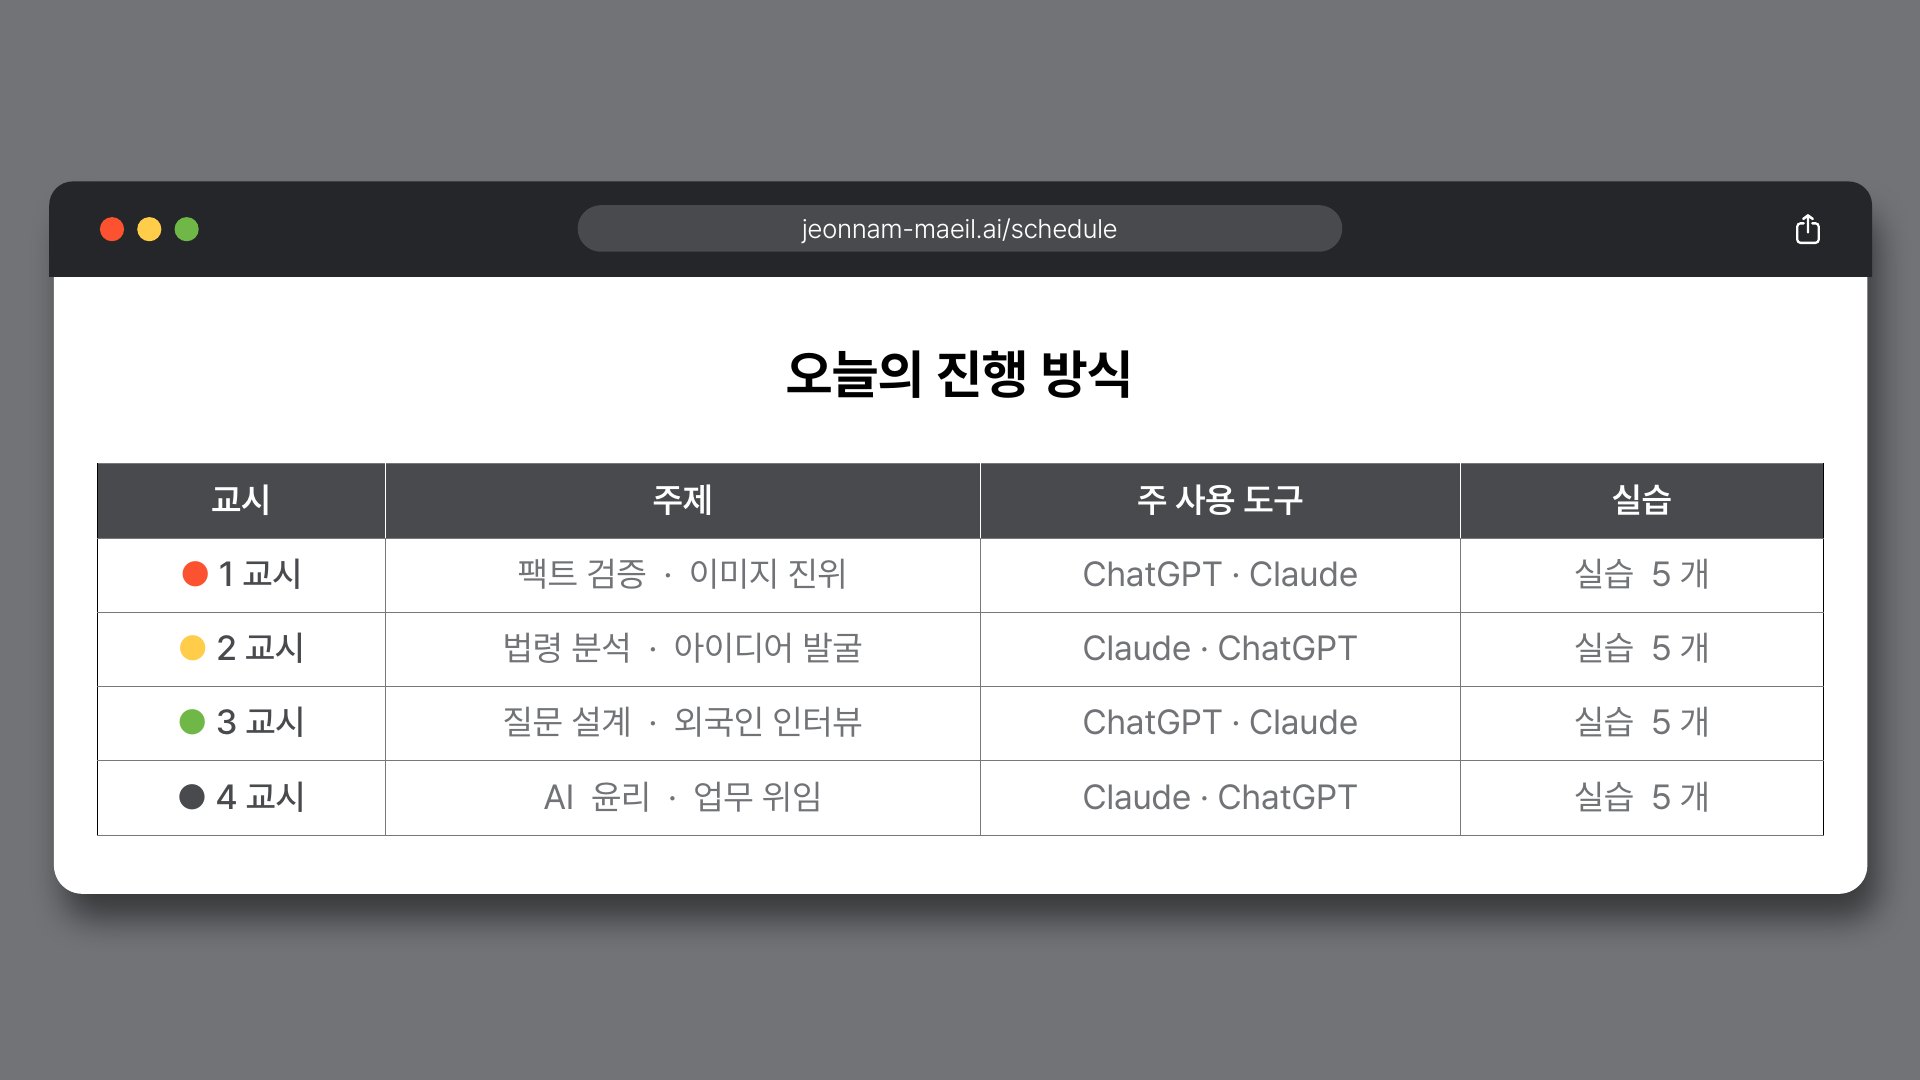 jeonnam-maeil.ai/schedule
오늘의 진행 방식
교시 주제 주 사용 도구 실습
1 교시 팩트 검증 · 이미지 진위 ChatGPT · Claude 실습 5 개
2 교시 법령 분석 · 아이디어 발굴 Claude · ChatGPT 실습 5 개
3 교시 질문 설계 · 외국인 인터뷰 ChatGPT · Claude 실습 5 개
4 교시 AI 윤리 · 업무 위임 Claude · ChatGPT 실습 5 개